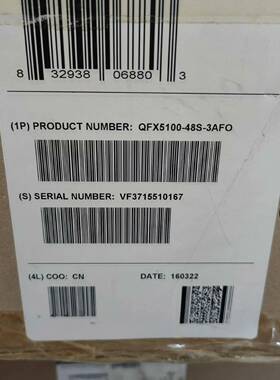 8 32938 06880 3
(1P) PRODUCT NUMBER: QFX5100-48S-3AFO
(S) SERIAL NUMBER: VF3715510167
(4L) COO: CN DATE: 160322